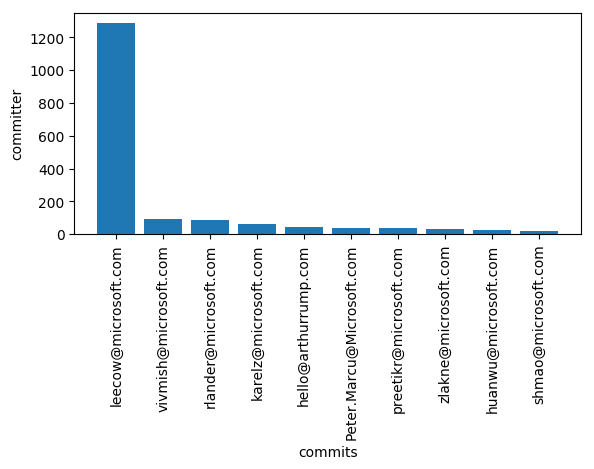 1200
1000
800
600
400
200
0
committer
leecow@microsoft.com
vivmish@microsoft.com
rlander@microsoft.com
karelz@microsoft.com
hello@arthurrump.com
Peter.Marcu@Microsoft.com
preetikr@microsoft.com
zlakne@microsoft.com
huanwu@microsoft.com
shmao@microsoft.com
commits